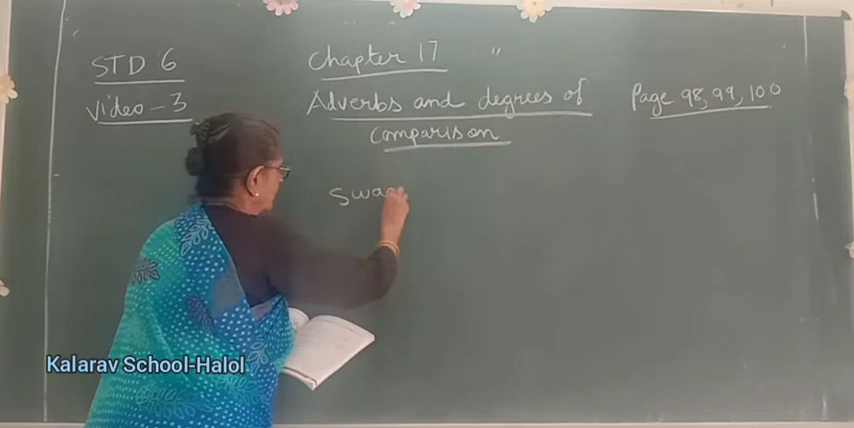 STD 6
Video - 3
Chapter 17 "
Adverbs and degrees of
comparison
Page 98, 99, 100
Kalarav School-Halol